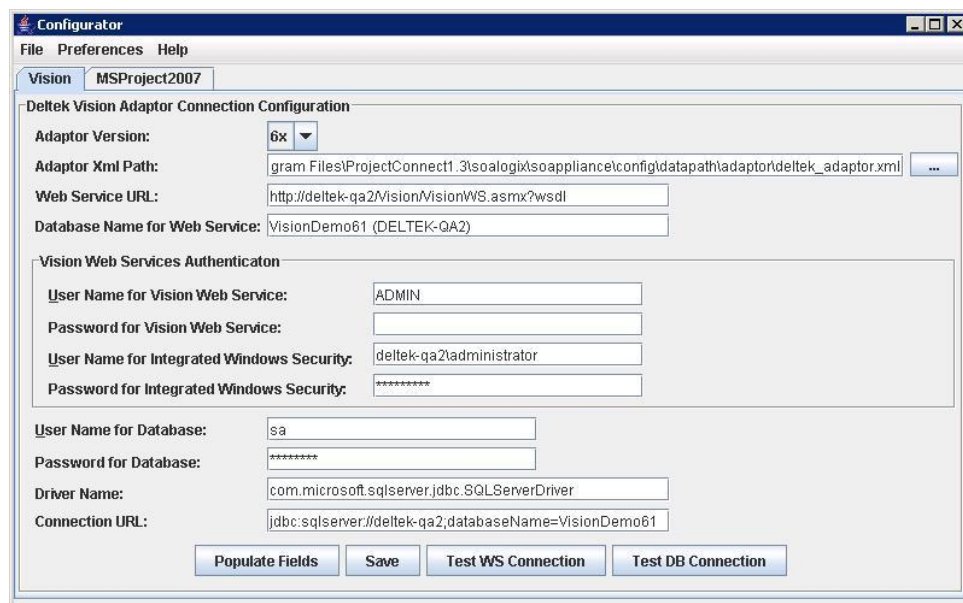 Configurator
File Preferences Help
Vision MSProject2007
Deltek Vision Adaptor Connection Configuration
Adaptor Version: 6x
Adaptor Xml Path: gram Files\ProjectConnect1.3\soalogix\soappliance\config\datapath\adaptor\deltek_adaptor.xml ...
Web Service URL: http://deltek-qa2/Vision/VisionWS.asmx?wsdl
Database Name for Web Service: VisionDemo61 (DELTEK-QA2)
Vision Web Services Authenticaton
User Name for Vision Web Service: ADMIN
Password for Vision Web Service:
User Name for Integrated Windows Security: deltek-qa2\administrator
Password for Integrated Windows Security: *********
User Name for Database: sa
Password for Database: ********
Driver Name: com.microsoft.sqlserver.jdbc.SQLServerDriver
Connection URL: jdbc:sqlserver://deltek-qa2;databaseName=VisionDemo61
Populate Fields Save Test WS Connection Test DB Connection